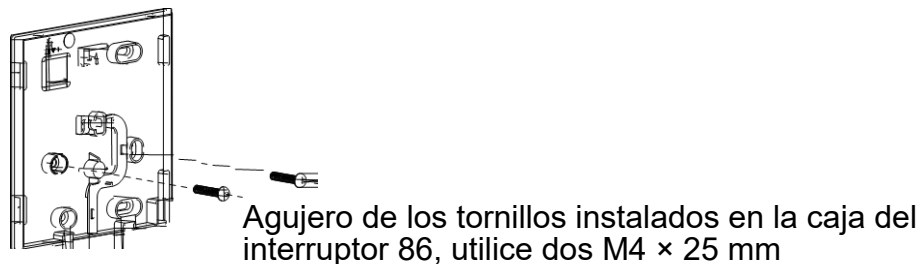 Agujero de los tornillos instalados en la caja del
interruptor 86, utilice dos M4 × 25 mm